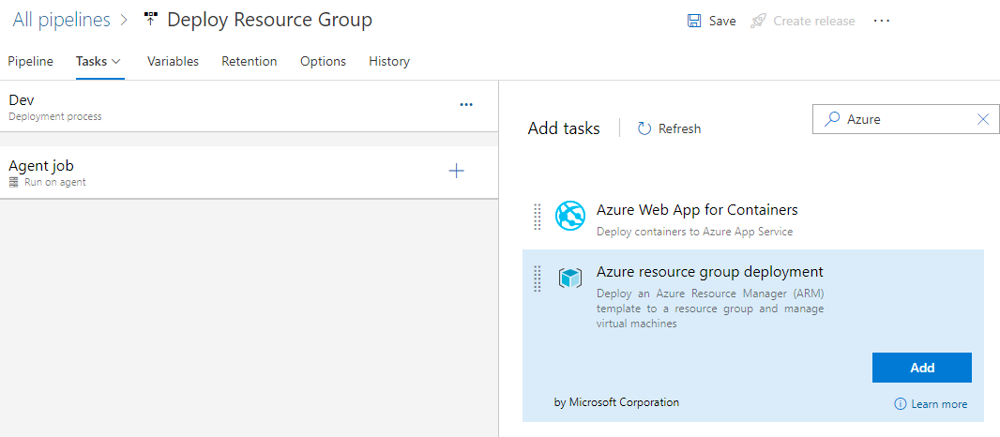 All pipelines > Deploy Resource Group
Save
Create release
...
Pipeline
Tasks
Variables
Retention
Options
History
Dev
...
Deployment process
Agent job
Run on agent
Add tasks
Refresh
Azure
Azure Web App for Containers
Deploy containers to Azure App Service
Azure resource group deployment
Deploy an Azure Resource Manager (ARM)
template to a resource group and manage
virtual machines
Add
by Microsoft Corporation
Learn more